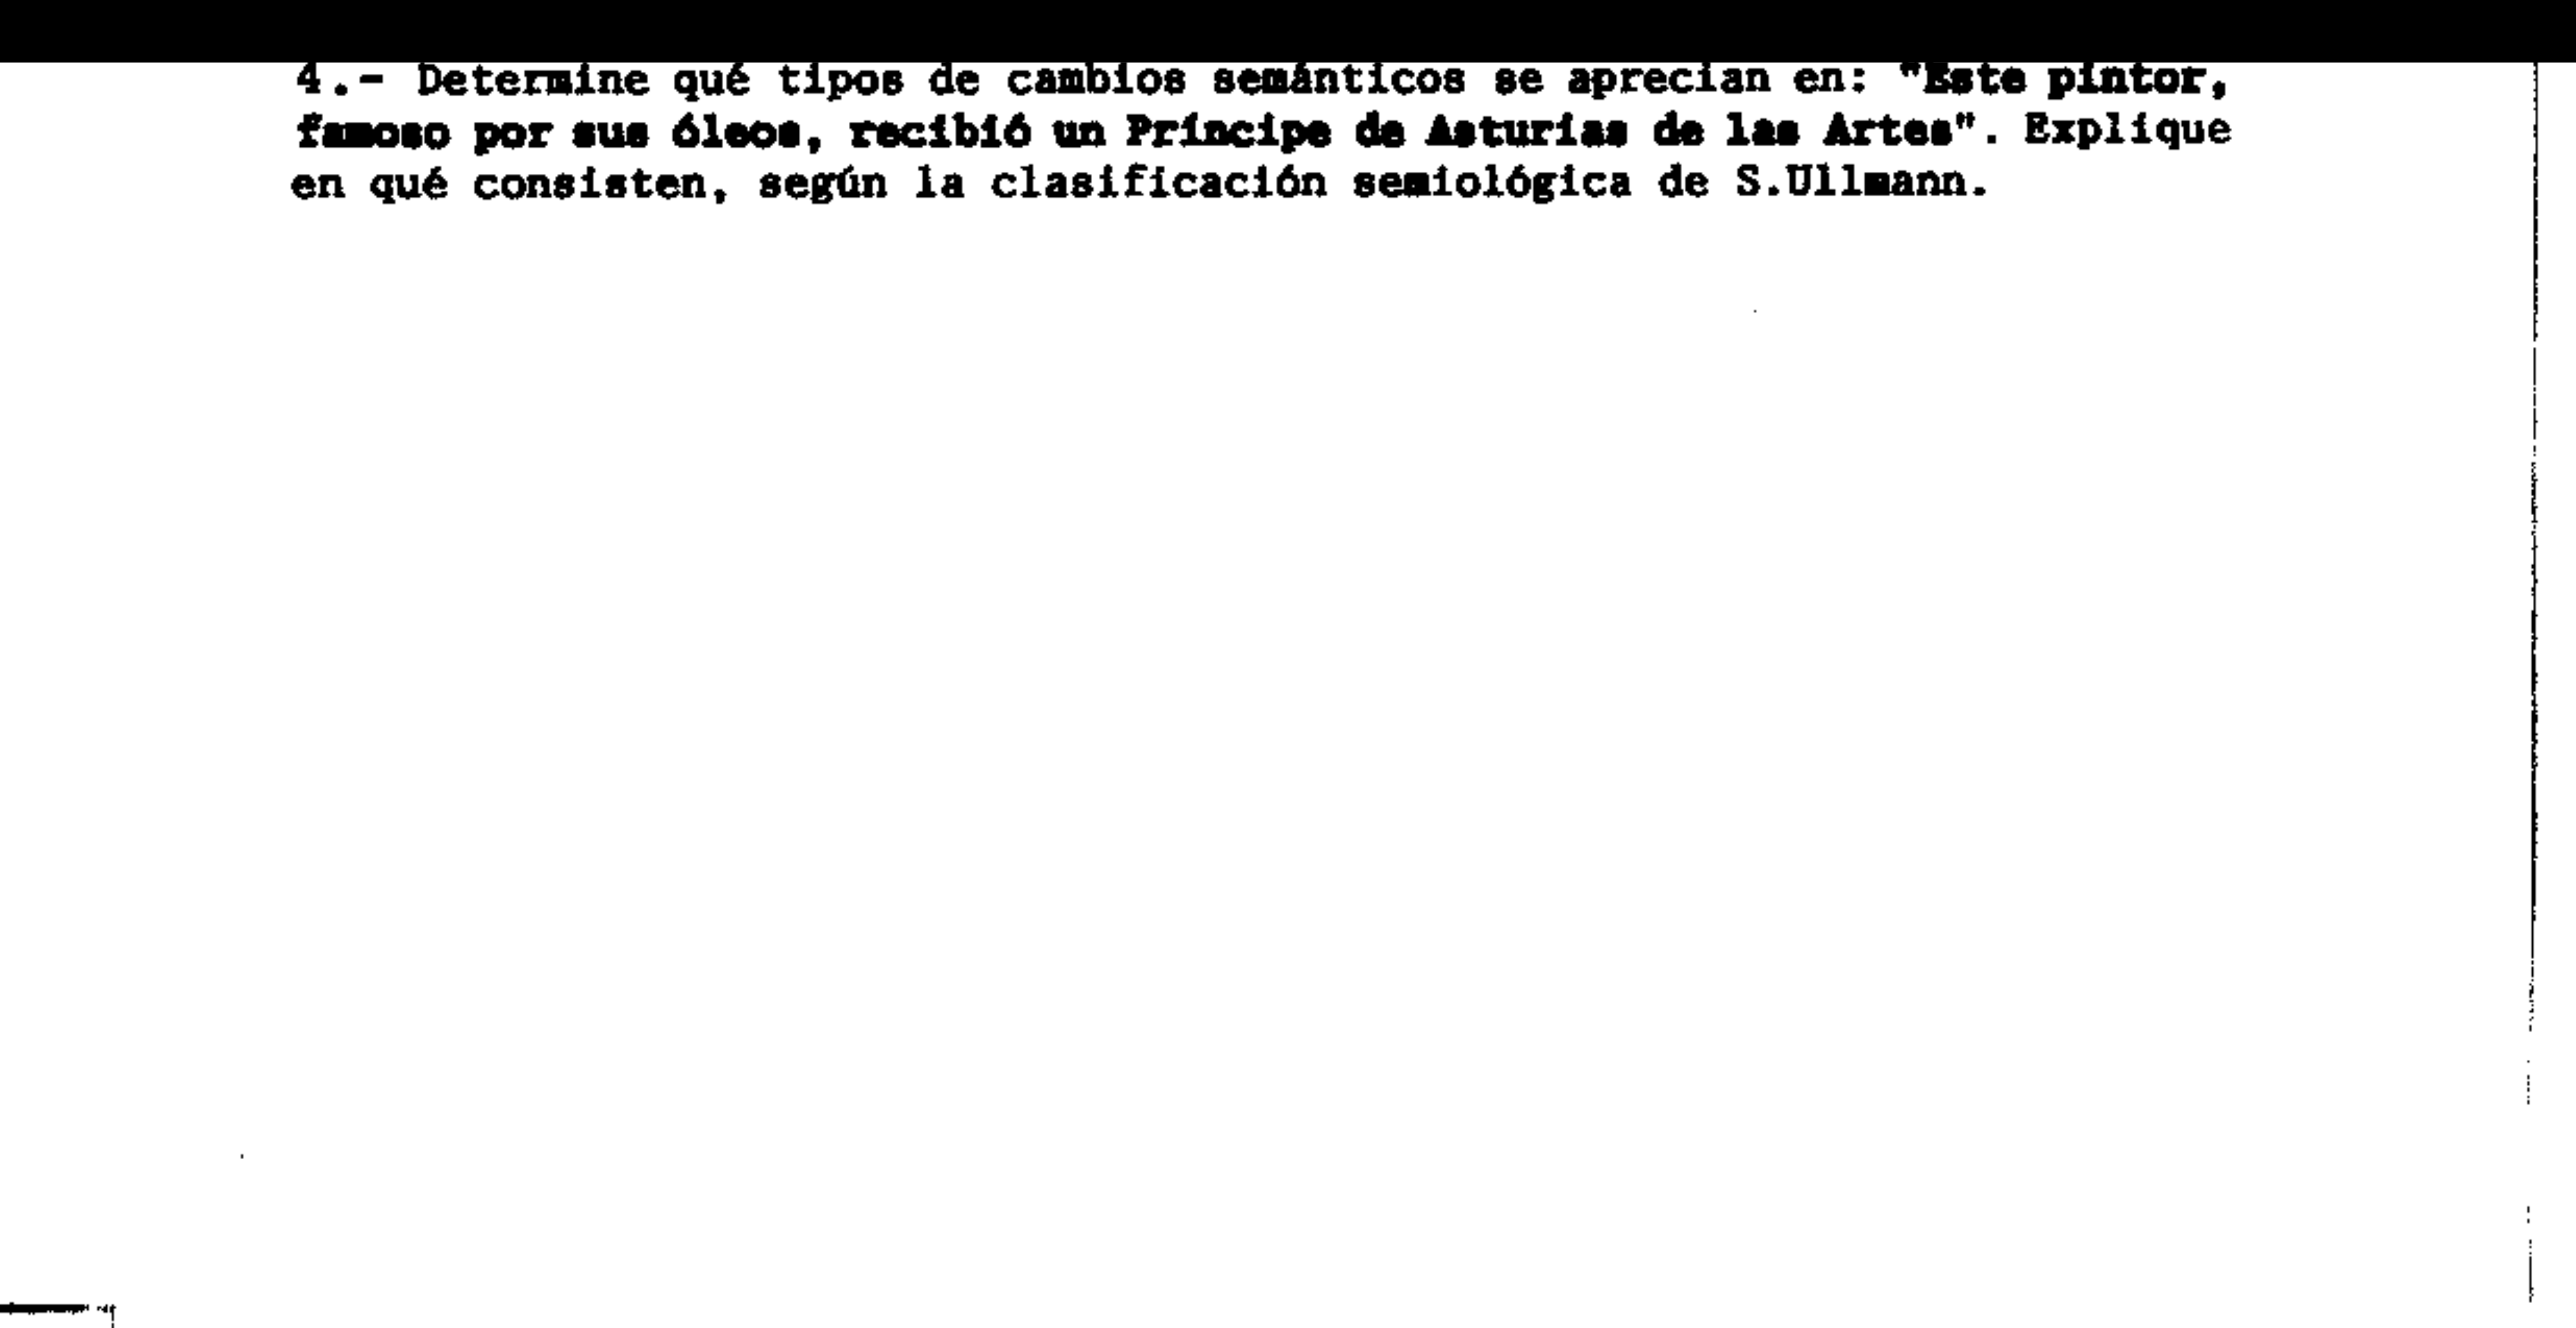 4.- Determine qué tipos de cambios semánticos se aprecian en: "Este pintor,
famoso por sus óleos, recibió un Príncipe de Asturias de las Artes". Explique
en qué consisten, según la clasificación semiológica de S.Ullmann.